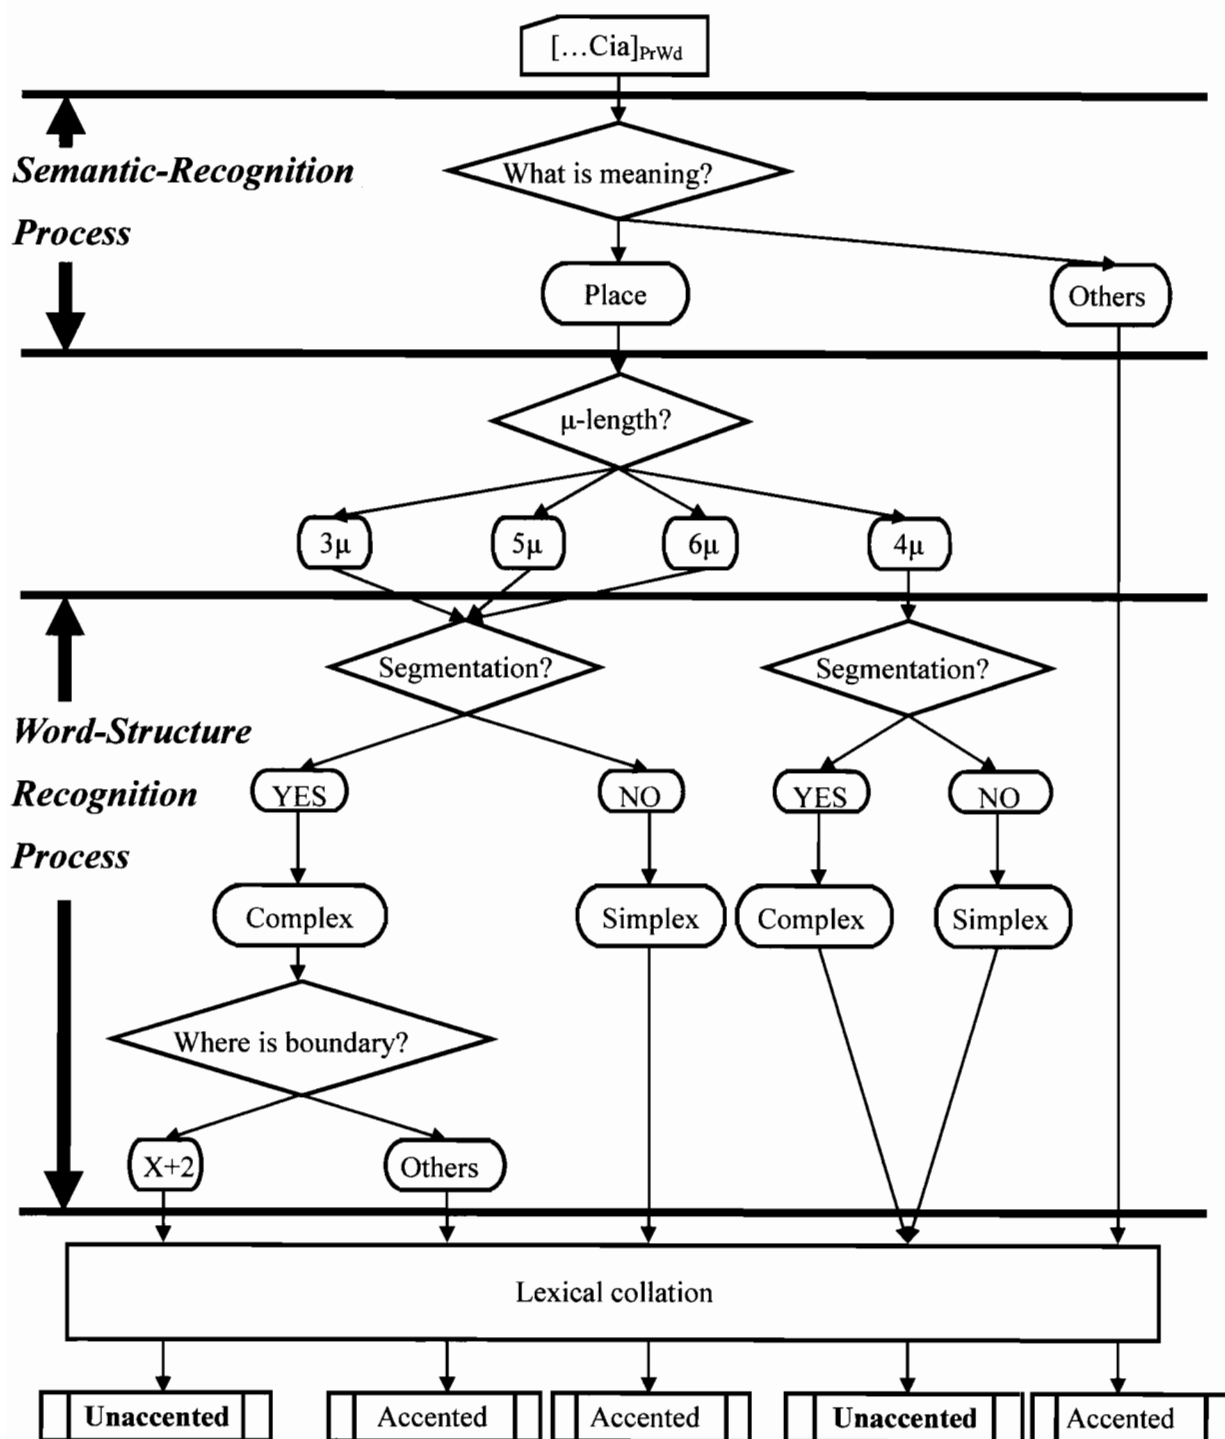 […Cia]PrWd
What is meaning?
Semantic-Recognition
Process
Place
Others
μ-length?
3μ
5μ
6μ
4μ
Segmentation?
Segmentation?
Word-Structure
Recognition
Process
YES
NO
YES
NO
Complex
Simplex
Complex
Simplex
Where is boundary?
X+2
Others
Lexical collation
Unaccented
Accented
Accented
Unaccented
Accented